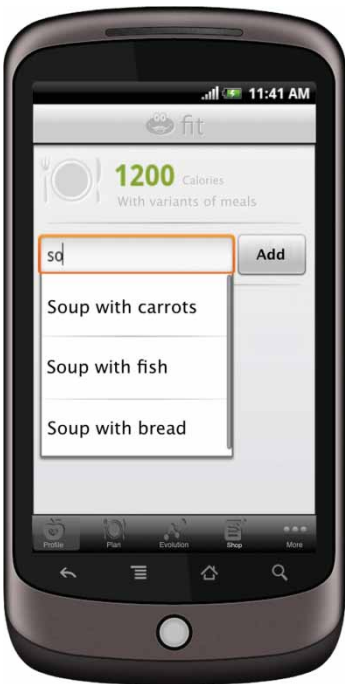 11:41 AM
fit
1200 Calories
With variants of meals
so
Add
Soup with carrots
Soup with fish
Soup with bread
Profile Plan Evolution Shop More